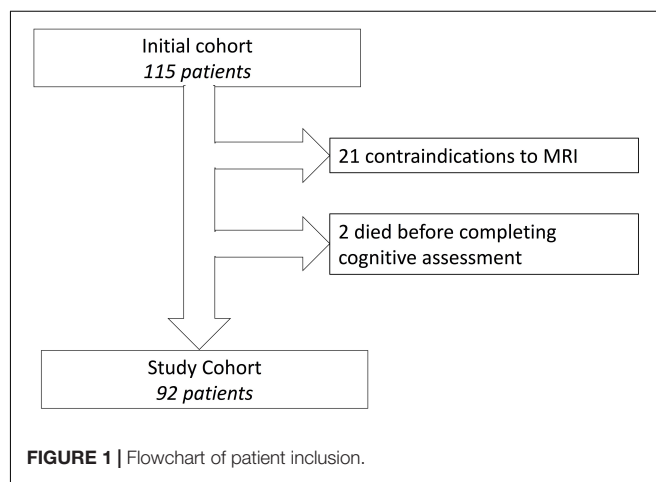 Initial cohort
115 patients
21 contraindications to MRI
2 died before completing
cognitive assessment
Study Cohort
92 patients
FIGURE 1 | Flowchart of patient inclusion.